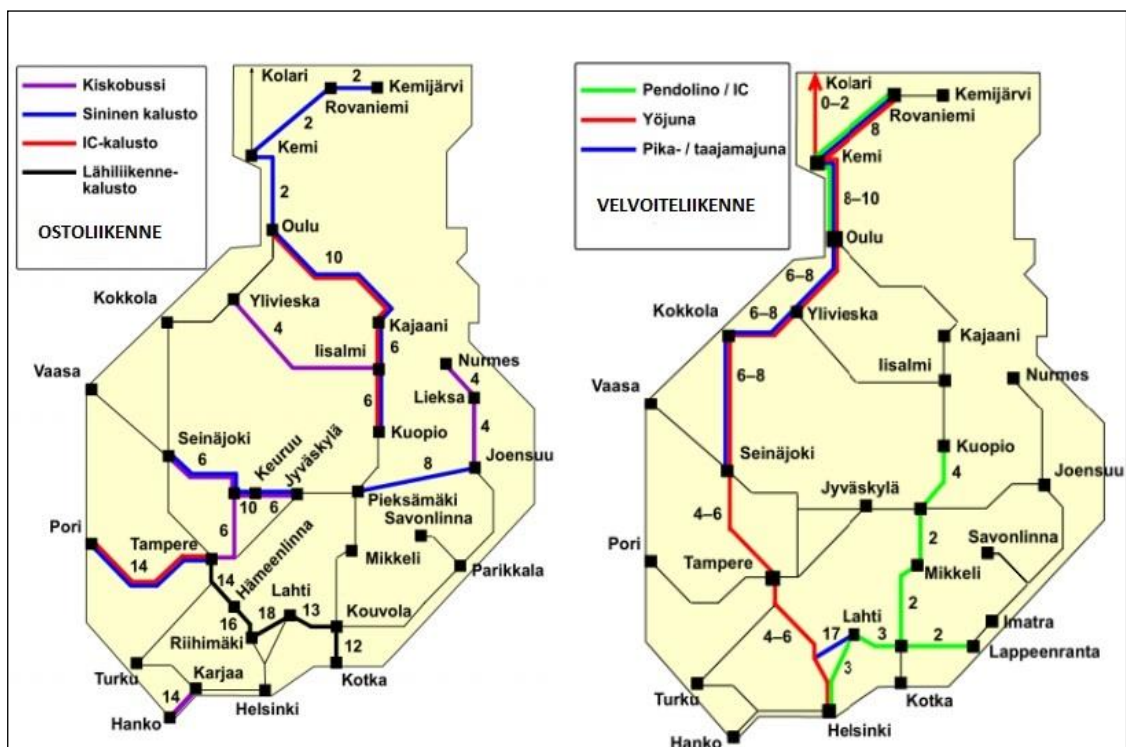 Kiskobussi
Sininen kalusto
IC-kalusto
Lähiliikenne-
kalusto
OSTOLIIKENNE
Kolari
2
Kemijärvi
Rovaniemi
2
Kemi
2
Oulu
10
Ylivieska
Kokkola
4
Kajaani
Iisalmi
6
Nurmes
4
Vaasa
6
Lieksa
4
Kuopio
Seinäjoki
6
Keuruu
Jyväskylä
8
Joensuu
10
6
Pieksämäki
6
Savonlinna
Pori
Tampere
Hämeenlinna
14
14
Mikkeli
Parikkala
Lahti
13
Kouvola
16
18
Riihimäki
12
Turku
Karjaa
Kotka
14
Helsinki
Hanko
Pendolino / IC
Yöjuna
Pika- / taajamajuna
VELVOITELIIKENNE
Kolari
0–2
Kemijärvi
Rovaniemi
8
Kemi
8–10
Oulu
6–8
6–8
Ylivieska
Kokkola
Kajaani
Iisalmi
6–8
Nurmes
Vaasa
Kuopio
Seinäjoki
4
Joensuu
Jyväskylä
4–6
2
Savonlinna
Pori
Tampere
Mikkeli
2
Lahti
4–6
17
3
2
Imatra
Lappeenranta
3
Turku
Kotka
Helsinki
Hanko